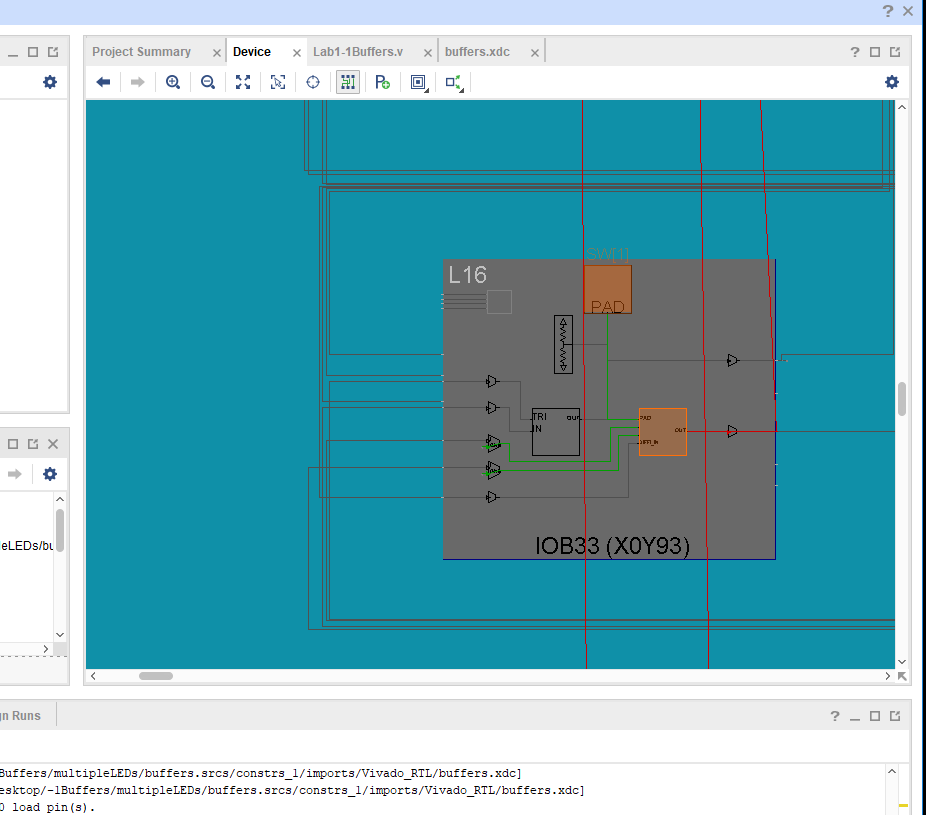 Project Summary
Device
Lab1-1Buffers.v
buffers.xdc
SW[1]
L16
PAD
TRI
OUT
IN
PAD
OUT
DIFFI_IN
IOB33 (X0Y93)
eLEDs/bu
gn Runs
Buffers/multipleLEDs/buffers.srcs/constrs_1/imports/Vivado_RTL/buffers.xdc]
esktop/-1Buffers/multipleLEDs/buffers.srcs/constrs_1/imports/Vivado_RTL/buffers.xdc]
0 load pin(s).